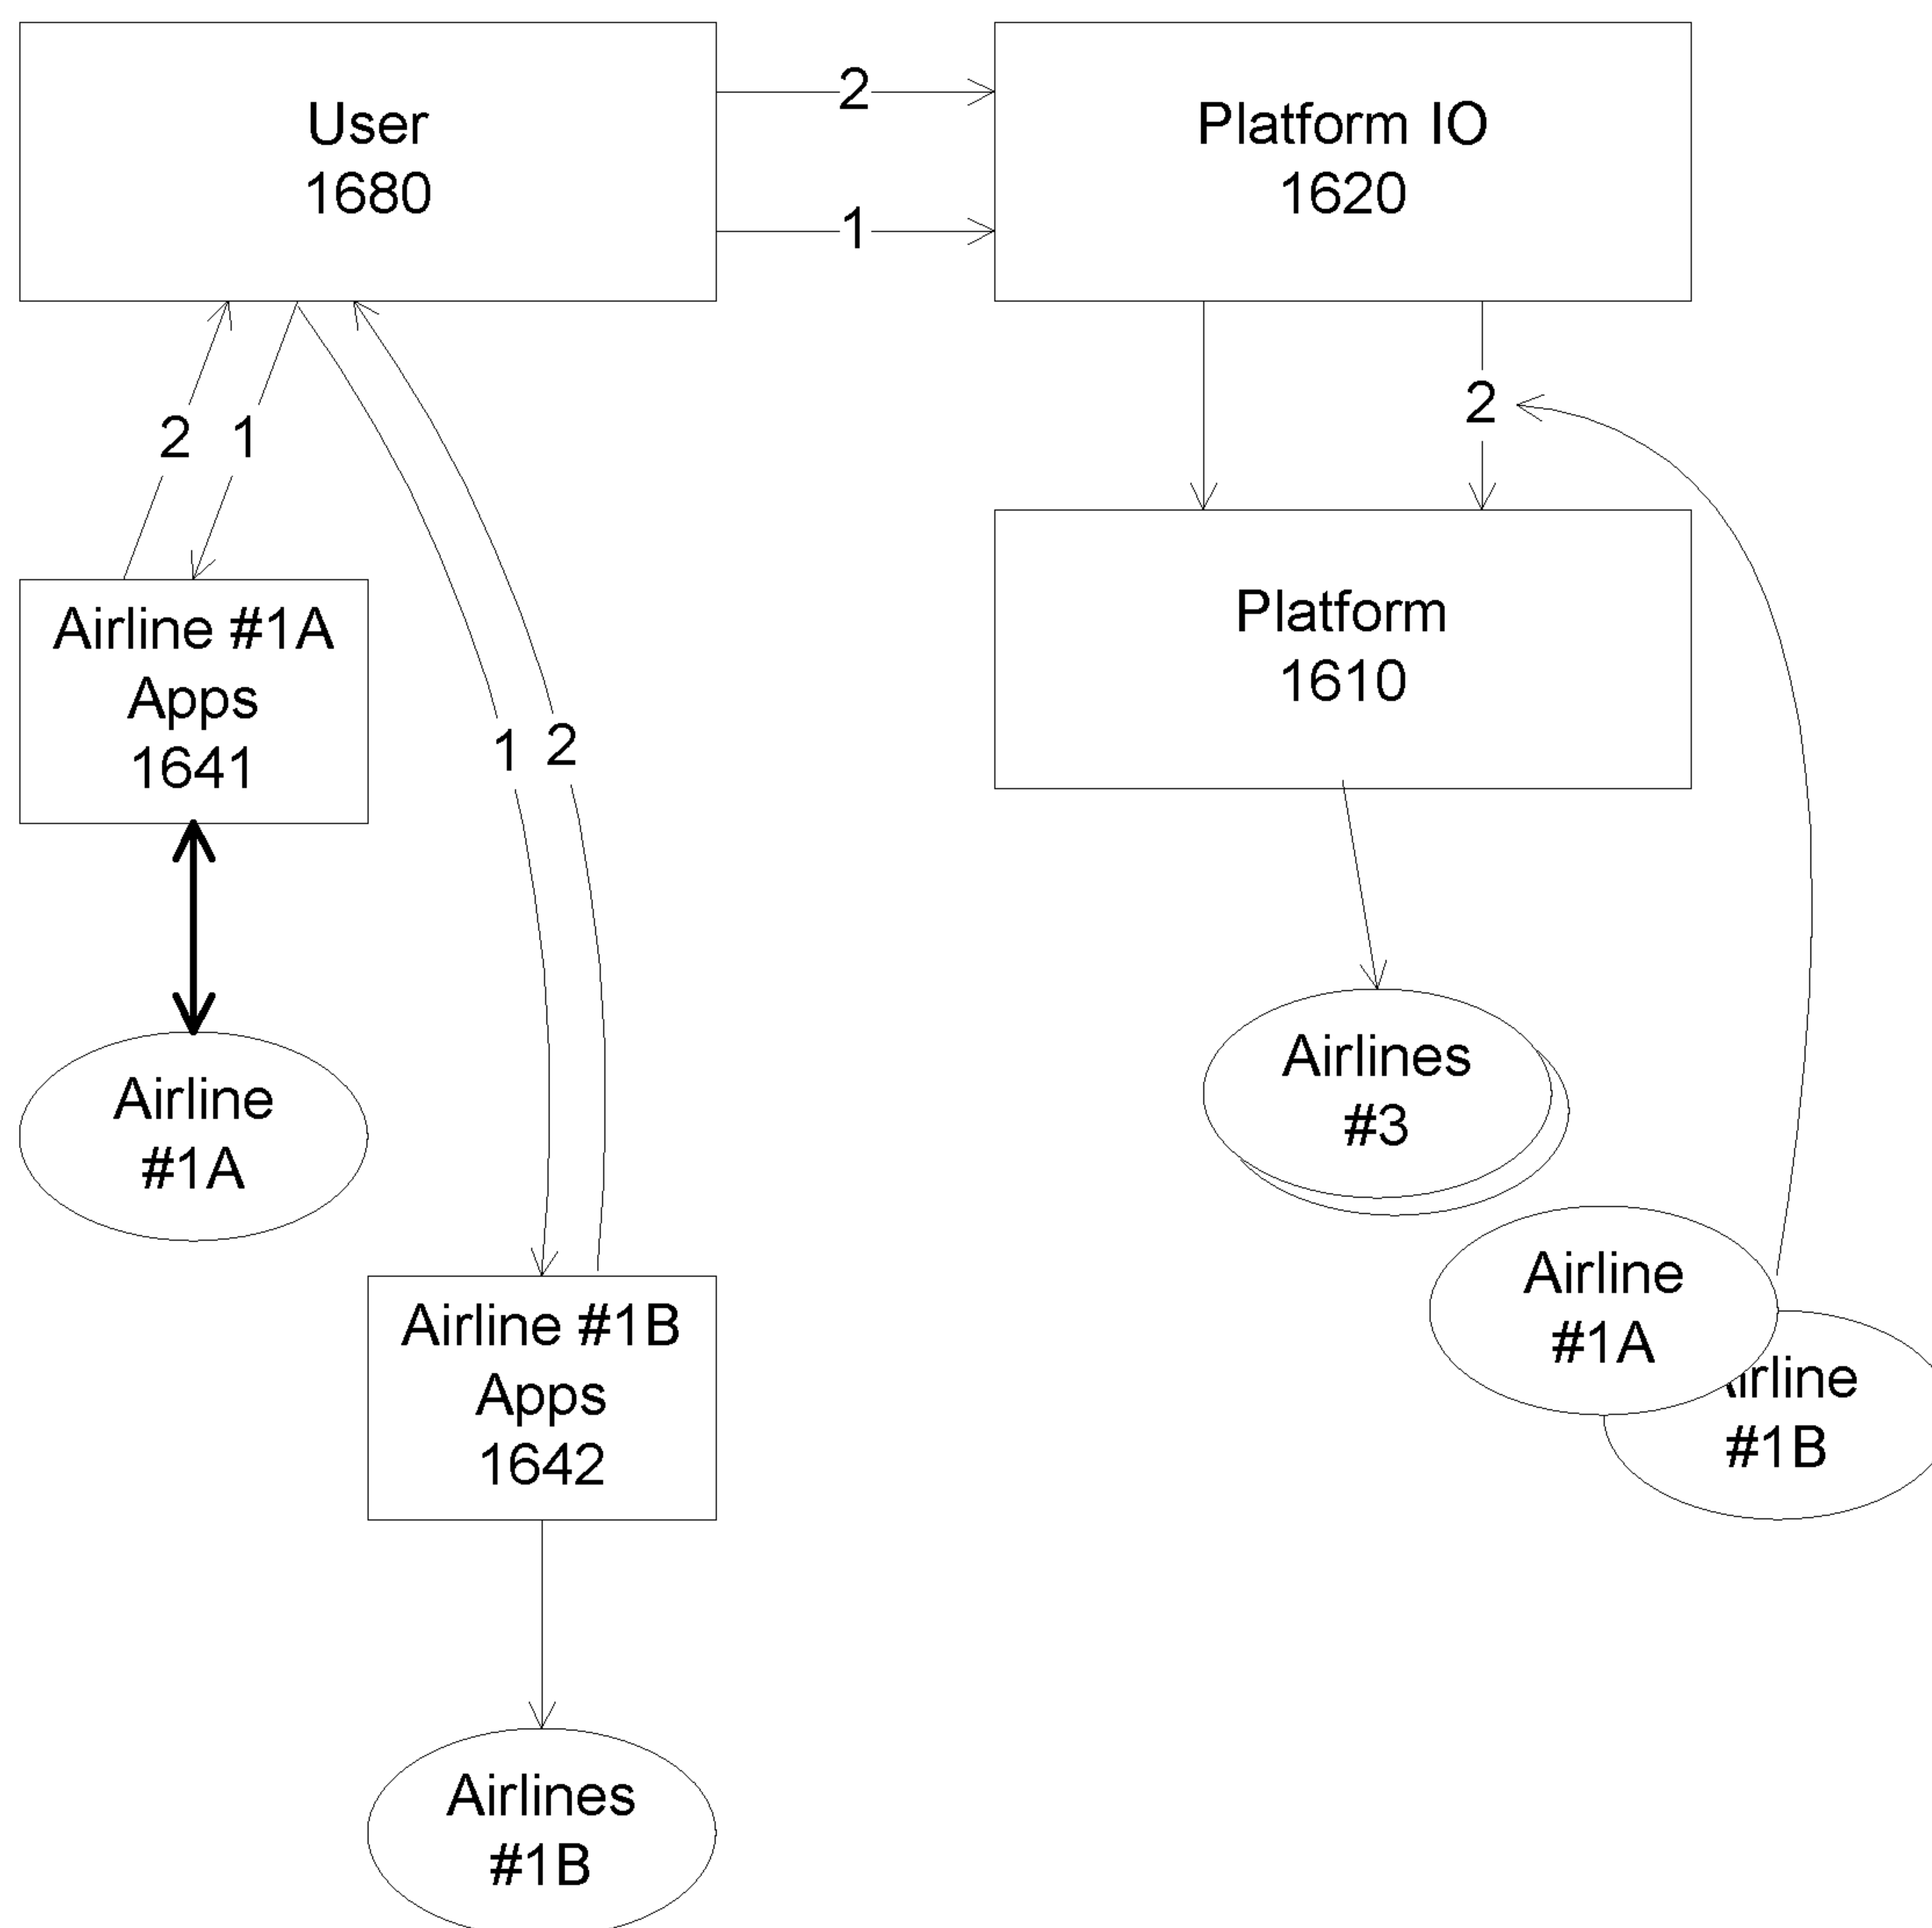 User
1680
2
1
Platform IO
1620
2
1
2
Airline #1A
Apps
1641
Platform
1610
1
2
Airline
#1A
Airlines
#3
Airline
#1A
#1B
Airline #1B
Apps
1642
Airlines
#1B